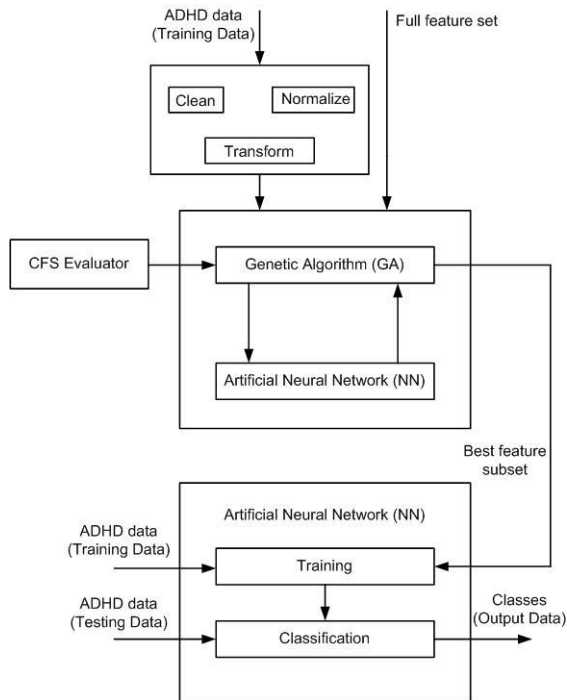 ADHD data
(Training Data)
Full feature set
Clean
Normalize
Transform
CFS Evaluator
Genetic Algorithm (GA)
Artificial Neural Network (NN)
Best feature
subset
Artificial Neural Network (NN)
ADHD data
(Training Data)
Training
ADHD data
(Testing Data)
Classification
Classes
(Output Data)